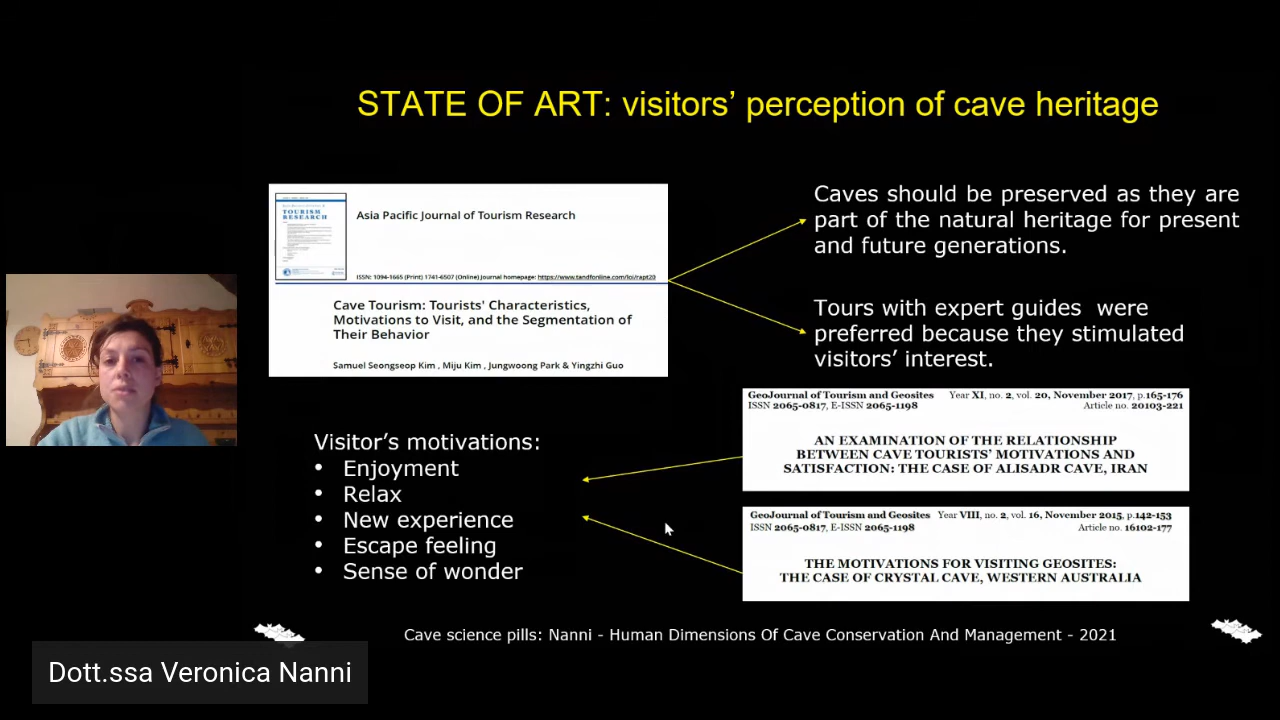 STATE OF ART: visitors’ perception of cave heritage
TOURISM
RESEARCH
Asia Pacific Journal of Tourism Research
ISSN: 1094-1665 (Print) 1741-6507 (Online) Journal homepage: https://www.tandfonline.com/loi/rapt20
Cave Tourism: Tourists' Characteristics,
Motivations to Visit, and the Segmentation of
Their Behavior
Samuel Seongseop Kim , Miju Kim , Jungwoong Park & Yingzhi Guo
Caves should be preserved as they are
part of the natural heritage for present
and future generations.
Tours with expert guides were
preferred because they stimulated
visitors’ interest.
Visitor’s motivations:
• Enjoyment
• Relax
• New experience
• Escape feeling
• Sense of wonder
GeoJournal of Tourism and Geosites Year XI, no. 2, vol. 20, November 2017, p.165-176
ISSN 2065-0817, E-ISSN 2065-1198 Article no. 20103-221
AN EXAMINATION OF THE RELATIONSHIP
BETWEEN CAVE TOURISTS’ MOTIVATIONS AND
SATISFACTION: THE CASE OF ALISADR CAVE, IRAN
GeoJournal of Tourism and Geosites Year VIII, no. 2, vol. 16, November 2015, p.142-153
ISSN 2065-0817, E-ISSN 2065-1198 Article no. 16102-177
THE MOTIVATIONS FOR VISITING GEOSITES:
THE CASE OF CRYSTAL CAVE, WESTERN AUSTRALIA
Cave science pills: Nanni - Human Dimensions Of Cave Conservation And Management - 2021
Dott.ssa Veronica Nanni